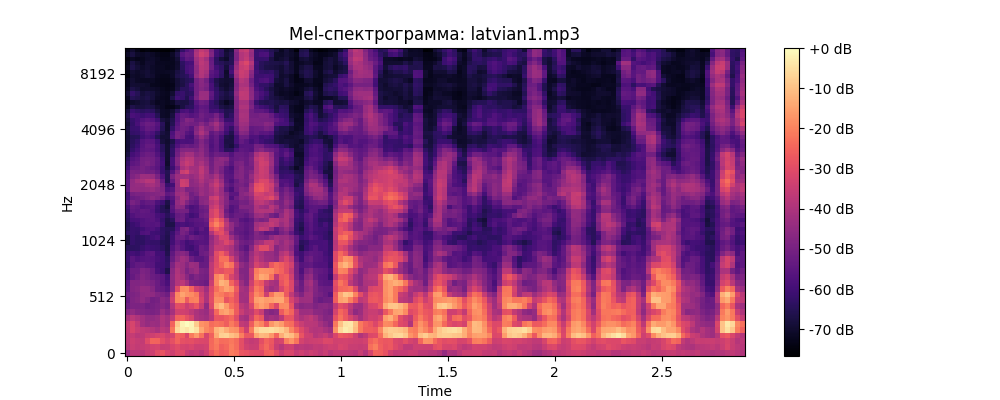 Mel-спектрограмма: latvian1.mp3
8192
4096
2048
1024
512
0
Hz
0
0.5
1
1.5
2
2.5
Time
+0 dB
-10 dB
-20 dB
-30 dB
-40 dB
-50 dB
-60 dB
-70 dB